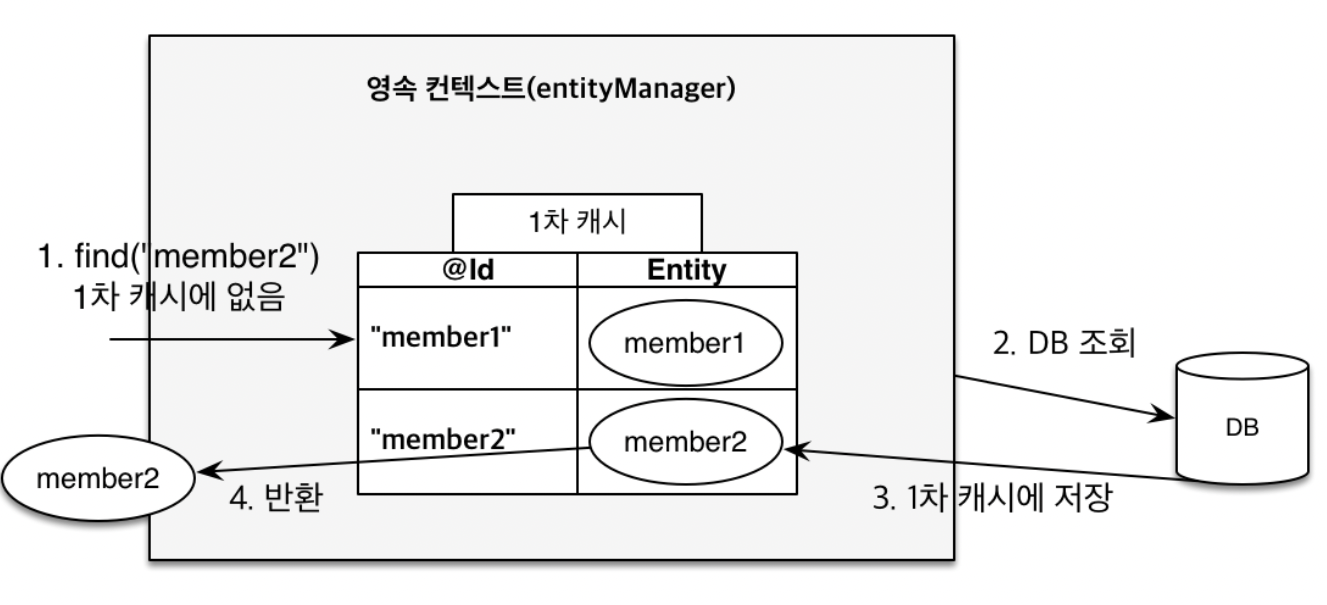 영속 컨텍스트(entityManager)
1차 캐시
1. find("member2")
1차 캐시에 없음
@Id
Entity
"member1"
member1
2. DB 조회
DB
"member2"
member2
member2
4. 반환
3. 1차 캐시에 저장